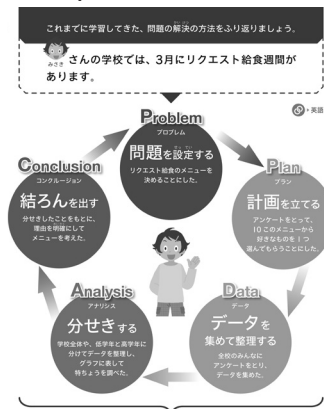 これまでに学習してきた、問題の解決の方法をふり返りましょう。
みさき
さんの学校では、3月にリクエスト給食週間が
あります。
・英語
Problem
プロブレム
問題を設定する
リクエスト給食のメニューを
決めることにした。
Plan
プラン
計画を立てる
アンケートをとって、
10このメニューから
好きなものを1つ
選んでもらうことにした。
Data
データ
データを
集めて整理する
全校のみんなに
アンケートをとり、
データを集めた。
Analysis
アナリシス
分せきする
学校全体や、低学年と高学年に
分けてデータを整理し、
グラフに表して
特ちょうを調べた。
Conclusion
コンクルージョン
結ろんを出す
分せきしたことをもとに、
理由を明確にして
メニューを考えた。